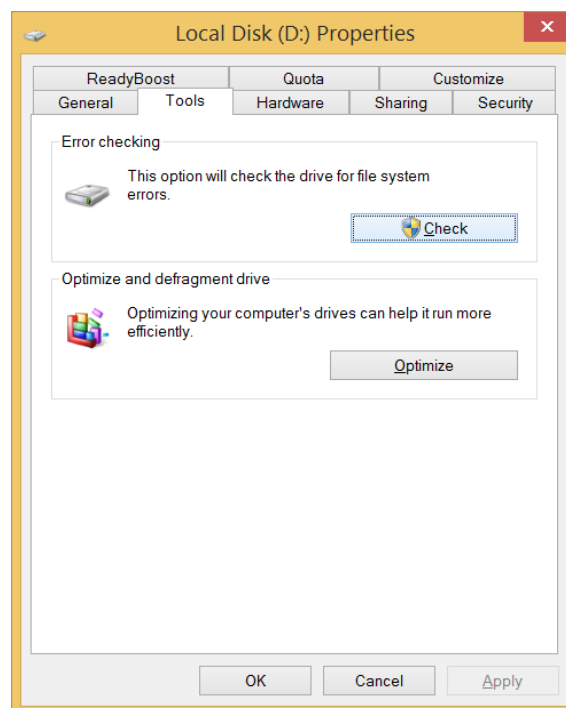 Local Disk (D:) Properties
ReadyBoost Quota Customize
General Tools Hardware Sharing Security
Error checking
This option will check the drive for file system
errors.
Check
Optimize and defragment drive
Optimizing your computer's drives can help it run more
efficiently.
Optimize
OK Cancel Apply